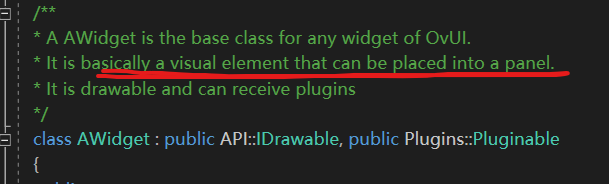 /**
* A AWidget is the base class for any widget of OvUI.
* It is basically a visual element that can be placed into a panel.
* It is drawable and can receive plugins
*/
class AWidget : public API::IDrawable, public Plugins::Pluginable
{